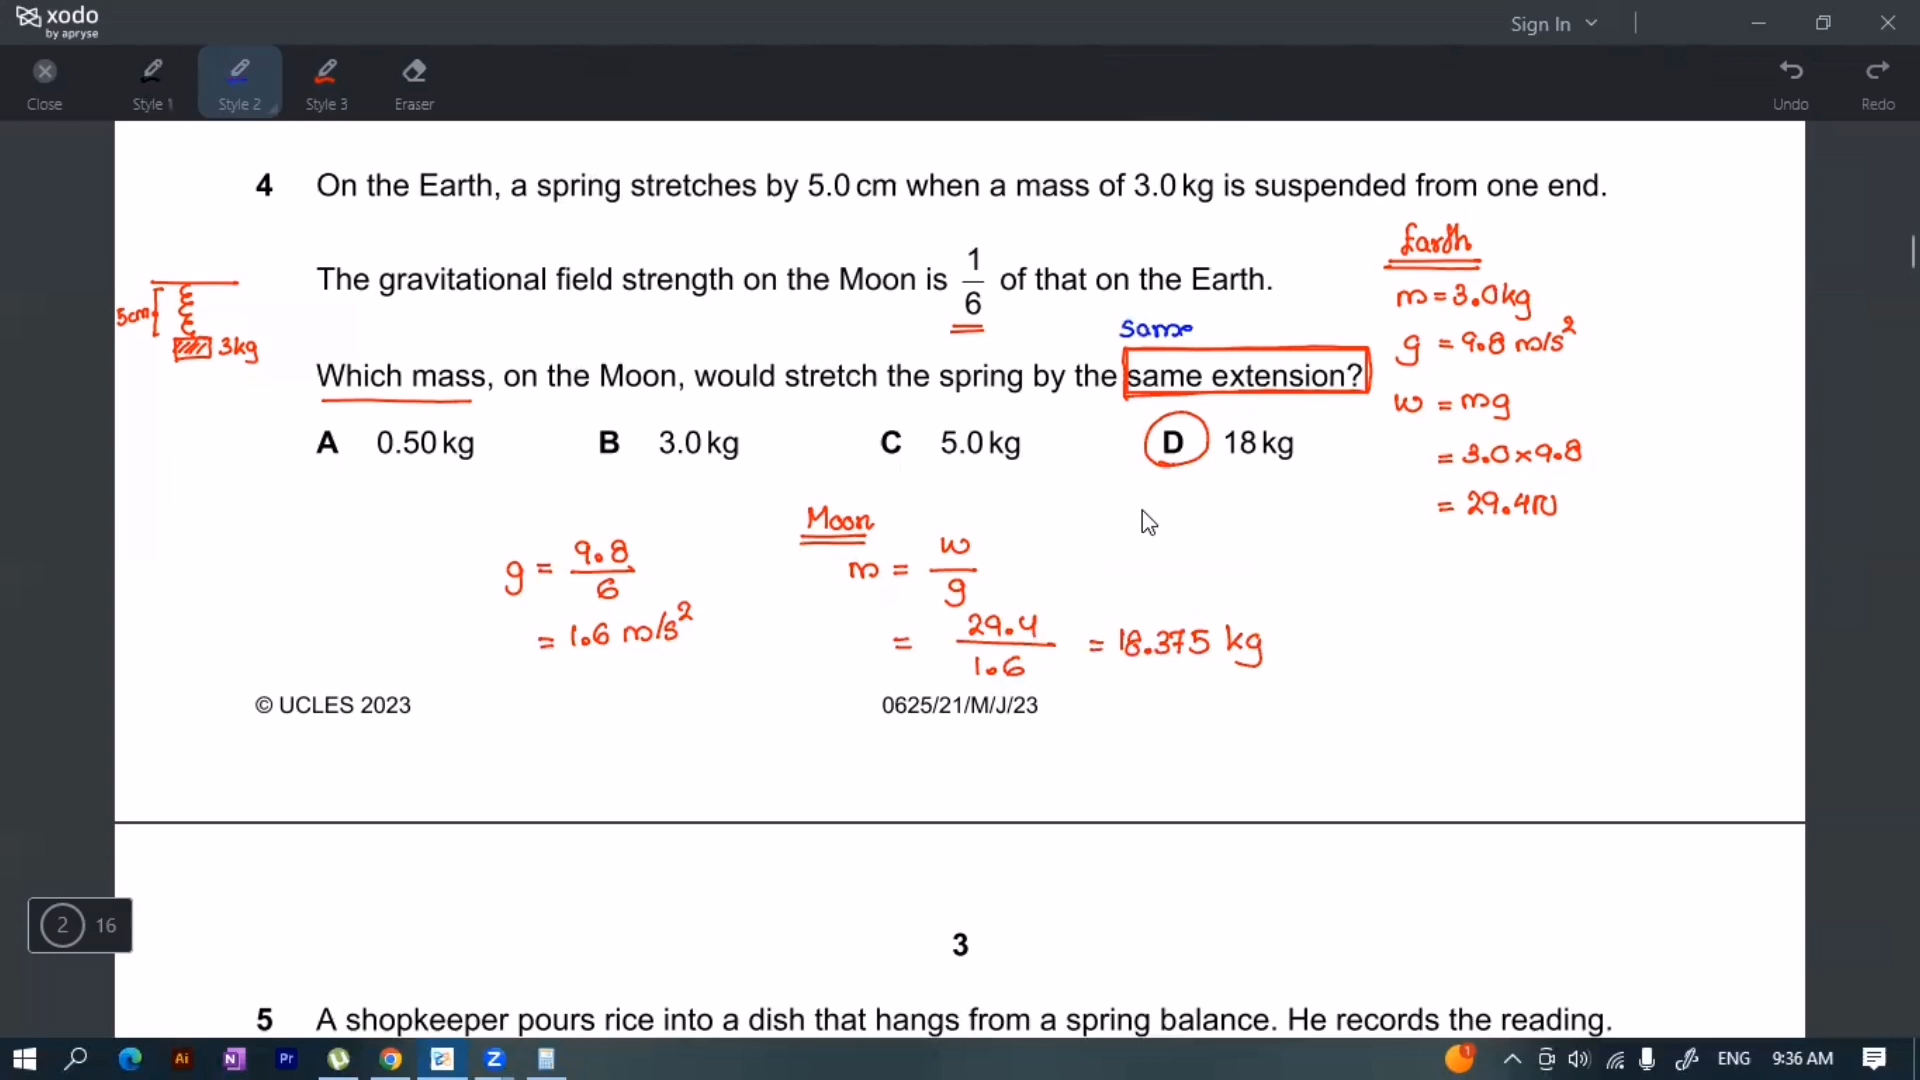 xodo
by apryse
Sign In
Close
Style 1
Style 2
Style 3
Eraser
Undo
Redo
4 On the Earth, a spring stretches by 5.0 cm when a mass of 3.0 kg is suspended from one end.
The gravitational field strength on the Moon is 1/6 of that on the Earth.
5cm
3kg
same
Which mass, on the Moon, would stretch the spring by the same extension?
A 0.50 kg B 3.0 kg C 5.0 kg D 18 kg
Earth
m = 3.0kg
g = 9.8 m/s²
w = mg
= 3.0×9.8
= 29.4N
g = 9.8/6
= 1.6 m/s²
Moon
m = w/g
= 29.4/1.6 = 18.375 kg
© UCLES 2023 0625/21/M/J/23
2 16
3
5 A shopkeeper pours rice into a dish that hangs from a spring balance. He records the reading.
Ai
N
Pr
Z
1
ENG
9:36 AM